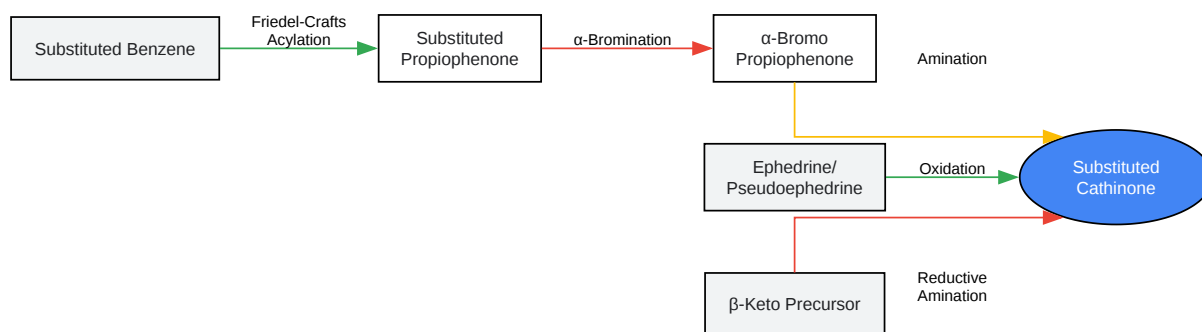 Friedel-Crafts
Acylation
Substituted Benzene
Substituted
Propiophenone
α-Bromination
α-Bromo
Propiophenone
Amination
Ephedrine/
Pseudoephedrine
Oxidation
Substituted
Cathinone
β-Keto Precursor
Reductive
Amination